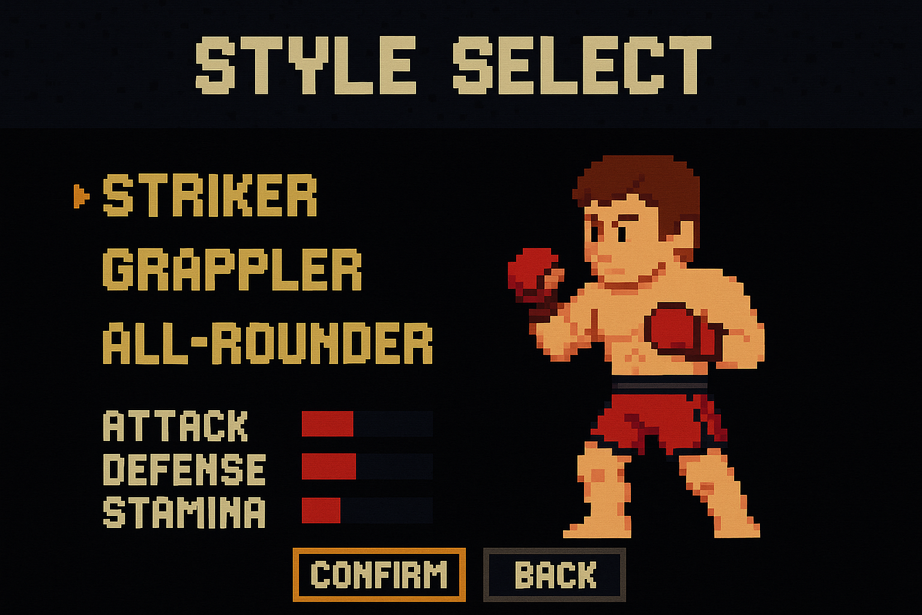 STYLE SELECT
STRIKER
GRAPPLER
ALL-ROUNDER
ATTACK
DEFENSE
STAMINA
CONFIRM BACK